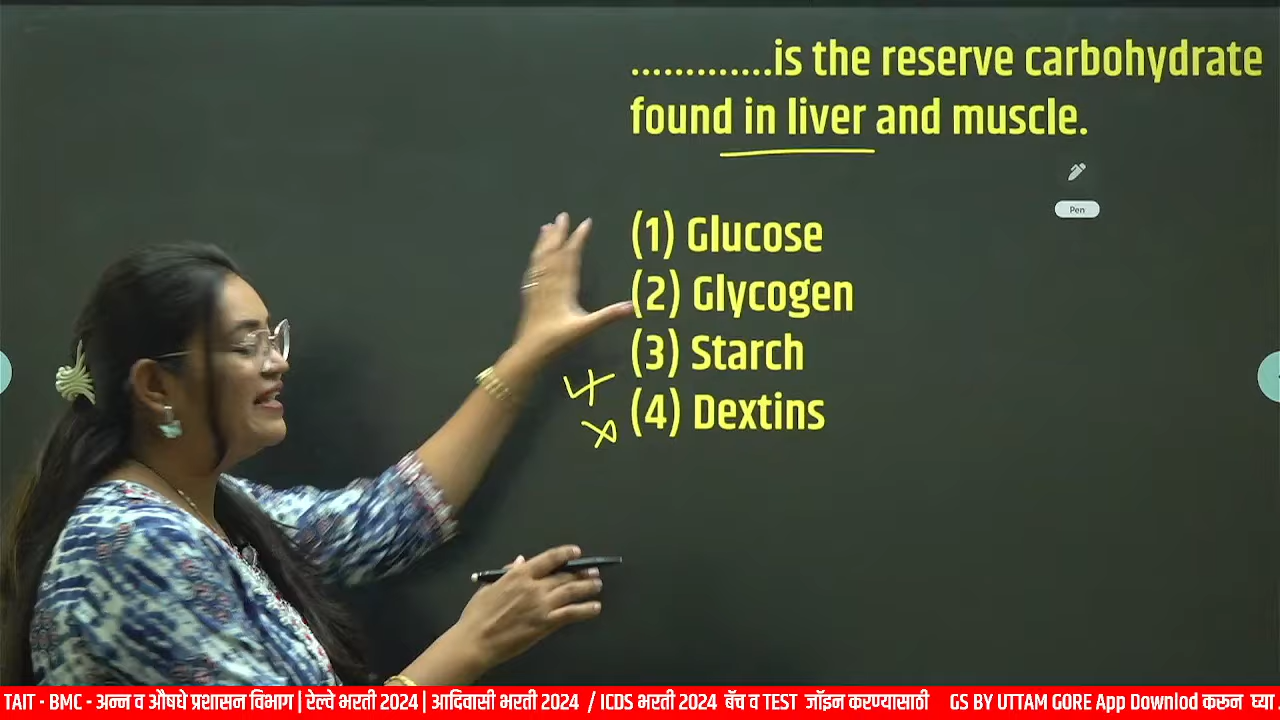 .............is the reserve carbohydrate
found in liver and muscle.
Pen
(1) Glucose
(2) Glycogen
(3) Starch
(4) Dextins
TAIT - BMC - अन्न व औषधे प्रशासन विभाग | रेल्वे भरती 2024 | आदिवासी भरती 2024 / ICDS भरती 2024 बॅच व TEST जॉइन करण्यासाठी GS BY UTTAM GORE App Downlod करून घ्या